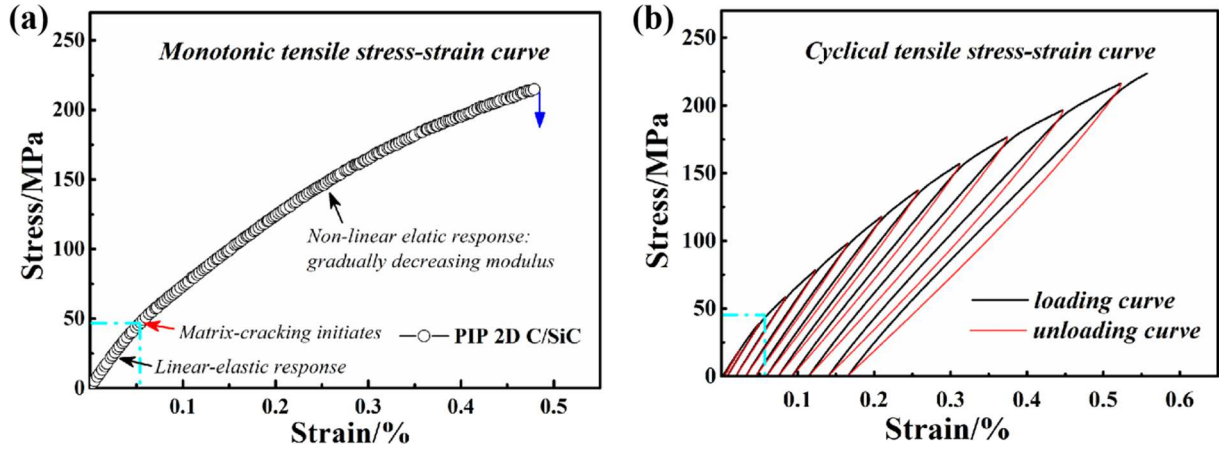 (a)
Monotonic tensile stress-strain curve
Stress/MPa
250
200
150
100
50
0
Non-linear elatic response:
gradually decreasing modulus
Matrix-cracking initiates
PIP 2D C/SiC
Linear-elastic response
0.1 0.2 0.3 0.4 0.5
Strain/%
(b)
Cyclical tensile stress-strain curve
Stress/MPa
250
200
150
100
50
0
loading curve
unloading curve
0.1 0.2 0.3 0.4 0.5 0.6
Strain/%